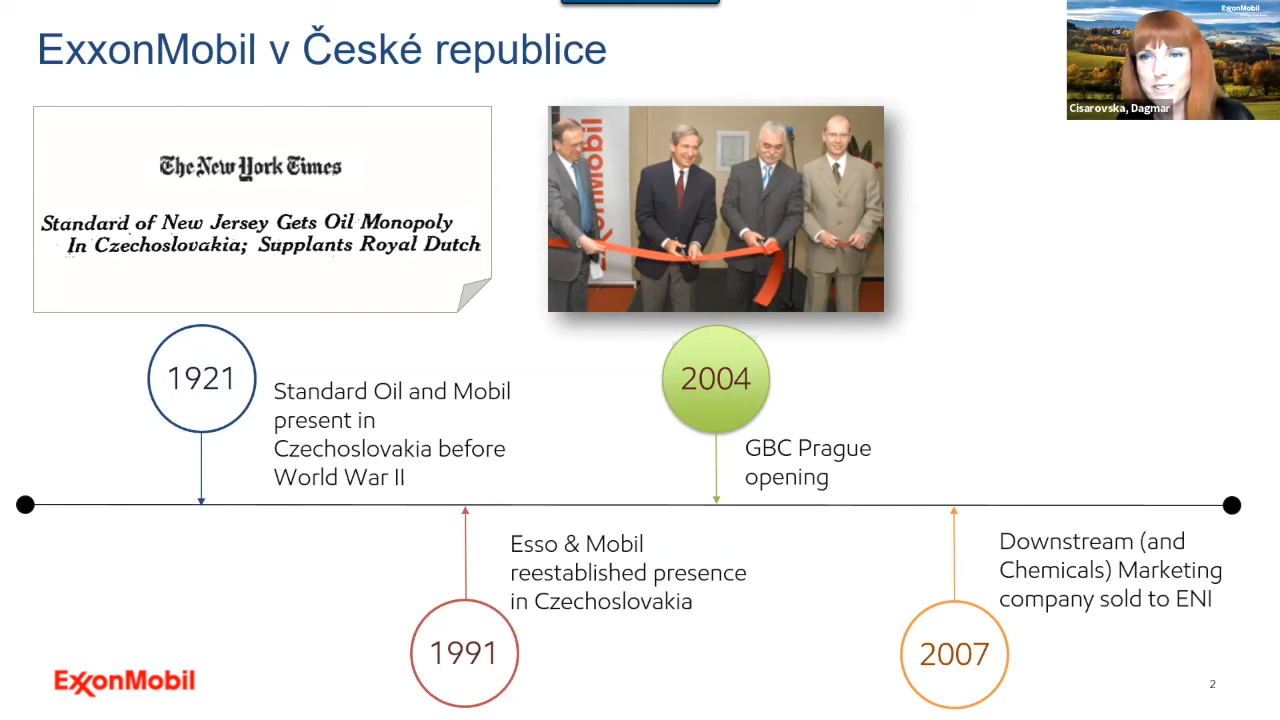 ExxonMobil v České republice
ExxonMobil
Cisarovska, Dagmar
The New York Times
Standard of New Jersey Gets Oil Monopoly
In Czechoslovakia; Supplants Royal Dutch
ExxonMobil
1921
Standard Oil and Mobil
present in
Czechoslovakia before
World War II
2004
GBC Prague
opening
Esso & Mobil
reestablished presence
in Czechoslovakia
1991
Downstream (and
Chemicals) Marketing
company sold to ENI
2007
ExxonMobil
2